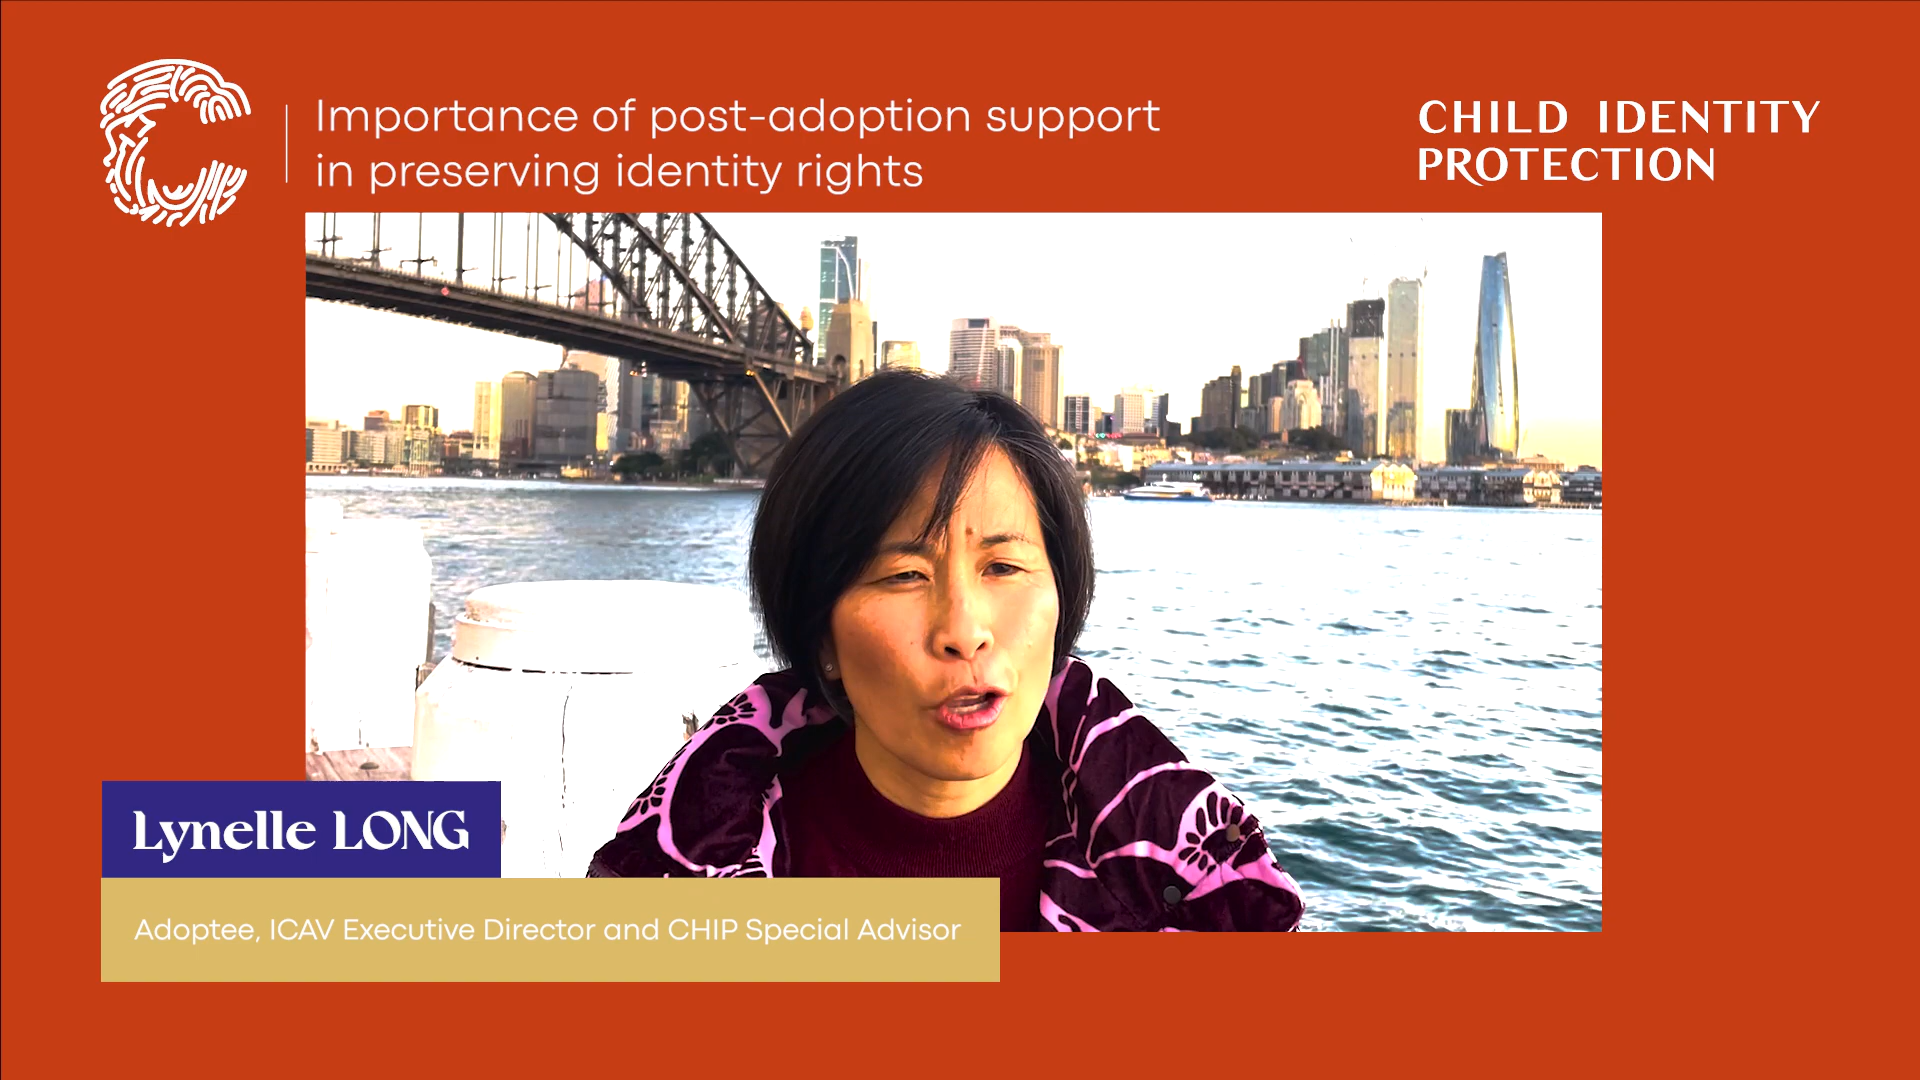 Importance of post-adoption support
in preserving identity rights
CHILD IDENTITY
PROTECTION
Lynelle LONG
Adoptee, ICAV Executive Director and CHIP Special Advisor